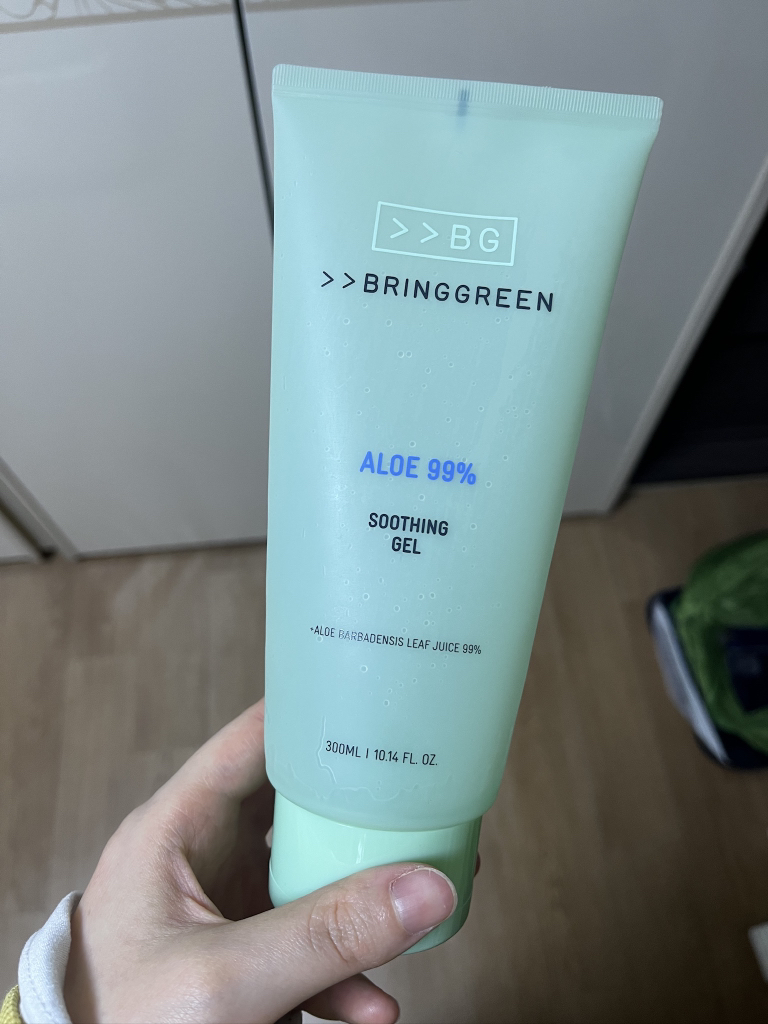 >>BG
>>BRINGGREEN
ALOE 99%
SOOTHING
GEL
*ALOE BARBADENSIS LEAF JUICE 99%
300ML | 10.14 FL. OZ.